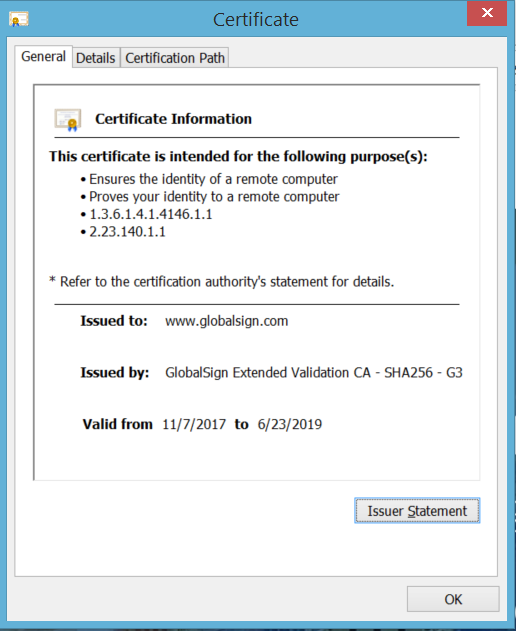 Certificate
General Details Certification Path
Certificate Information
This certificate is intended for the following purpose(s):
• Ensures the identity of a remote computer
• Proves your identity to a remote computer
• 1.3.6.1.4.1.4146.1.1
• 2.23.140.1.1
* Refer to the certification authority's statement for details.
Issued to: www.globalsign.com
Issued by: GlobalSign Extended Validation CA - SHA256 - G3
Valid from 11/7/2017 to 6/23/2019
Issuer Statement
OK